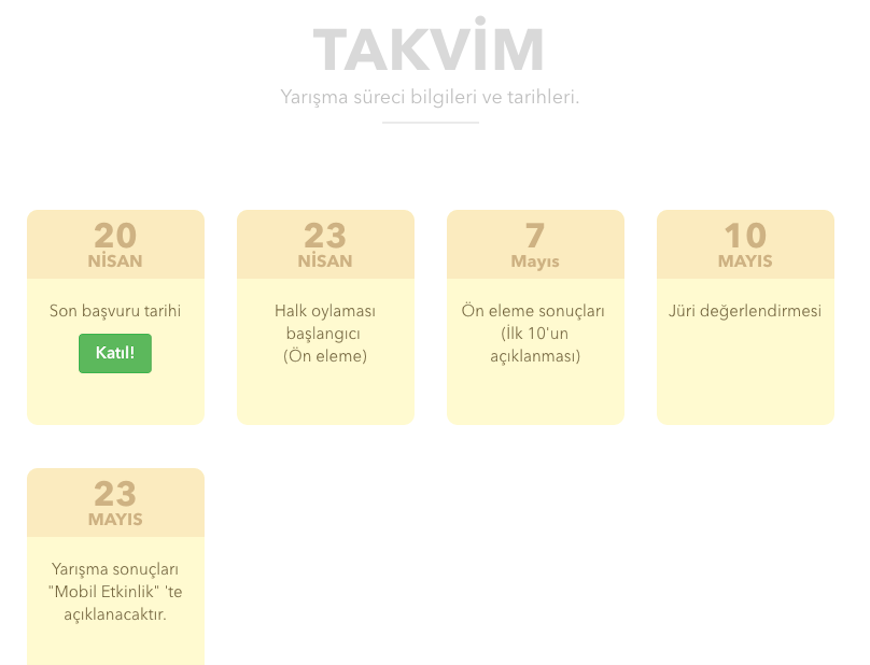 TAKVİM
Yarışma süreci bilgileri ve tarihleri.
20
NİSAN
Son başvuru tarihi
Katıl!
23
NİSAN
Halk oylaması
başlangıcı
(Ön eleme)
7
Mayıs
Ön eleme sonuçları
(İlk 10'un
açıklanması)
10
MAYIS
Jüri değerlendirmesi
23
MAYIS
Yarışma sonuçları
"Mobil Etkinlik" 'te
açıklanacaktır.